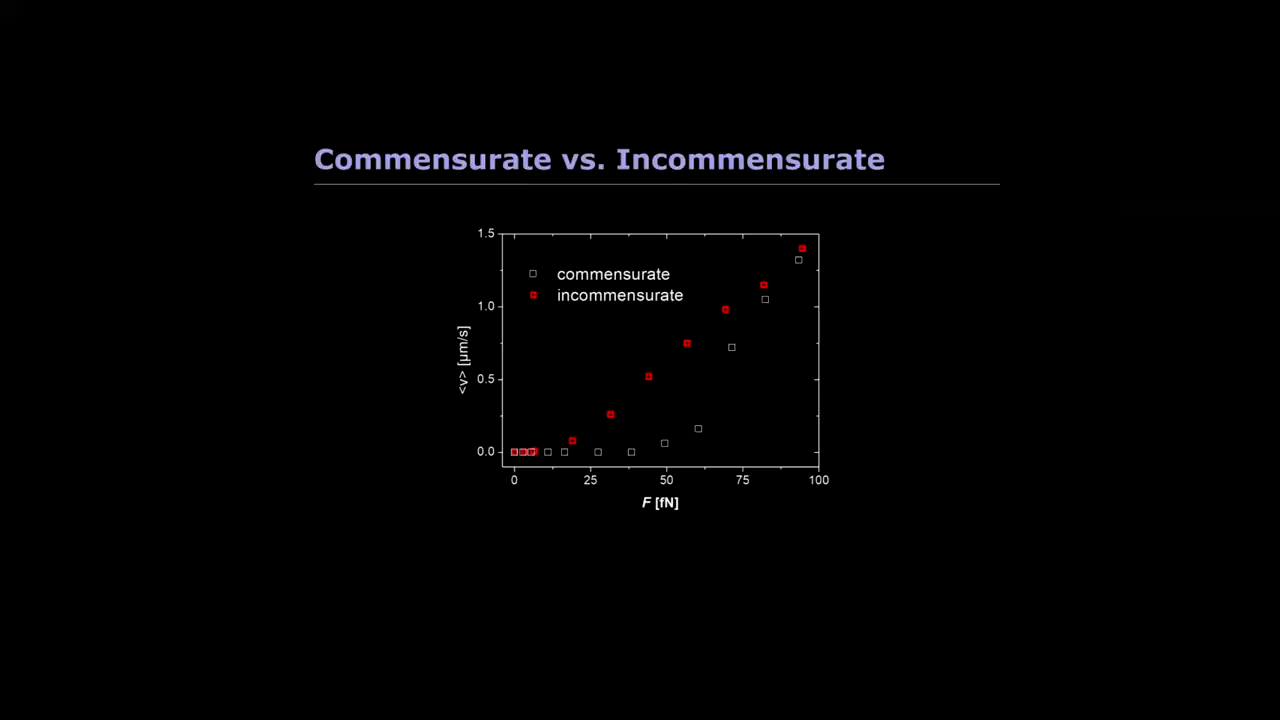 Commensurate vs. Incommensurate
1.5
commensurate
incommensurate
1.0
<v> [μm/s]
0.5
0.0
0 25 50 75 100
F [fN]